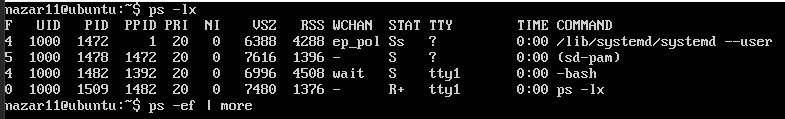 nazar11@ubuntu:~$ ps -lx
F   UID   PID  PPID PRI  NI    VSZ   RSS WCHAN  STAT TTY        TIME COMMAND
4  1000  1472     1  20   0   6388  4288 ep_pol Ss   ?          0:00 /lib/systemd/systemd --user
5  1000  1478  1472  20   0   7616  1396 -      S    ?          0:00 (sd-pam)
4  1000  1482  1392  20   0   6996  4508 wait   S    tty1       0:00 -bash
0  1000  1509  1482  20   0   7480  1376 -      R+   tty1       0:00 ps -lx
nazar11@ubuntu:~$ ps -ef | more